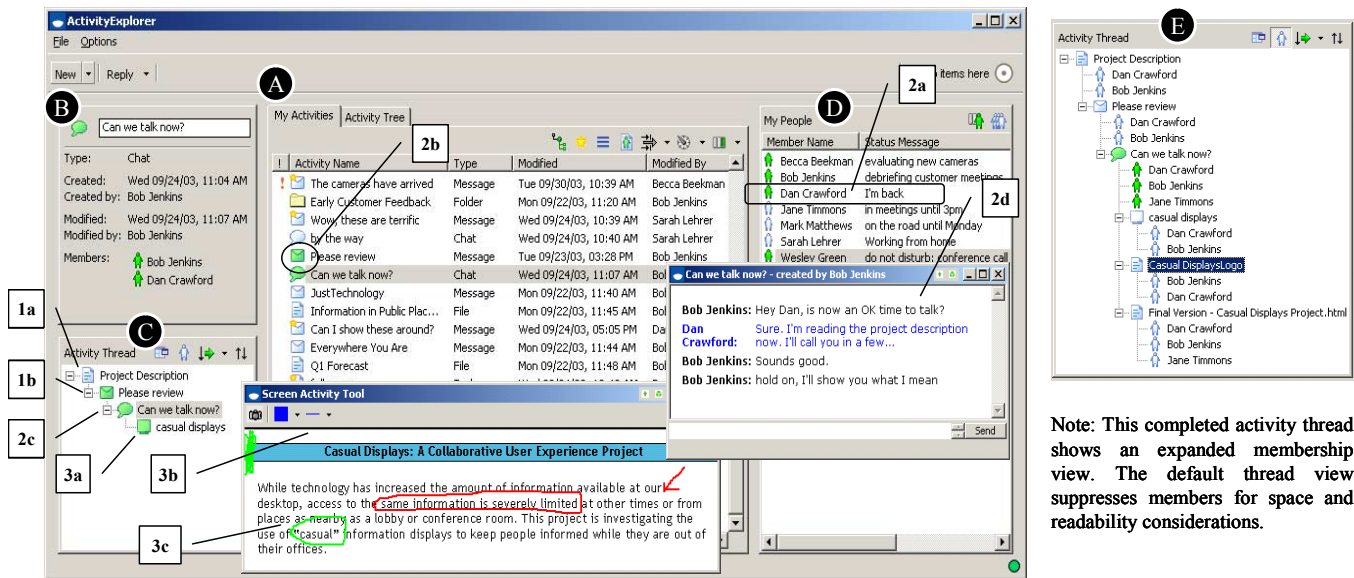 ActivityExplorer
File Options
New Reply
items here
A
B
Can we talk now?
Type: Chat
Created: Wed 09/24/03, 11:04 AM
Created by: Bob Jenkins
Modified: Wed 09/24/03, 11:07 AM
Modified by: Bob Jenkins
Members: Bob Jenkins
Dan Crawford
1a
C
Activity Thread
1b
Project Description
Please review
2c
Can we talk now?
casual displays
3a
My Activities Activity Tree
2b
! Activity Name Type Modified Modified By
! The cameras have arrived Message Tue 09/30/03, 10:39 AM Becca Beekman
Early Customer Feedback Folder Mon 09/22/03, 11:20 AM Bob Jenkins
Wow, these are terrific Message Wed 09/24/03, 10:39 AM Sarah Lehrer
by the way Chat Wed 09/24/03, 10:40 AM Sarah Lehrer
Please review Message Tue 09/23/03, 03:28 PM Bob Jenkins
Can we talk now? Chat Wed 09/24/03, 11:07 AM Bo
JustTechnology Message Mon 09/22/03, 11:40 AM Bol
Information in Public Plac... File Mon 09/22/03, 11:45 AM Bol
Can I show these around? Message Wed 09/24/03, 05:05 PM Da
Everywhere You Are Message Mon 09/22/03, 11:44 AM Bol
Q1 Forecast File Mon 09/22/03, 11:48 AM Bol
D
2a
My People
Member Name Status Message
Becca Beekman evaluating new cameras
Bob Jenkins debriefing customer meetings
Dan Crawford I'm back
Jane Timmons in meetings until 3pm
Mark Matthews on the road until Monday
Sarah Lehrer Working from home
Wesley Green do not disturb: conference call
2d
Can we talk now? - created by Bob Jenkins
Bob Jenkins: Hey Dan, is now an OK time to talk?
Dan Crawford: Sure. I'm reading the project description
now. I'll call you in a few...
Bob Jenkins: Sounds good.
Bob Jenkins: hold on, I'll show you what I mean
Send
Screen Activity Tool
3b
Casual Displays: A Collaborative User Experience Project
While technology has increased the amount of information available at our
desktop, access to the same information is severely limited at other times or from
places as nearby as a lobby or conference room. This project is investigating the
use of "casual" information displays to keep people informed while they are out of
their offices.
3c
E
Activity Thread
Project Description
Dan Crawford
Bob Jenkins
Please review
Dan Crawford
Bob Jenkins
Can we talk now?
Dan Crawford
Bob Jenkins
Jane Timmons
casual displays
Dan Crawford
Bob Jenkins
Casual DisplaysLogo
Bob Jenkins
Dan Crawford
Final Version - Casual Displays Project.html
Dan Crawford
Bob Jenkins
Jane Timmons
Note: This completed activity thread
shows an expanded membership
view. The default thread view
suppresses members for space and
readability considerations.